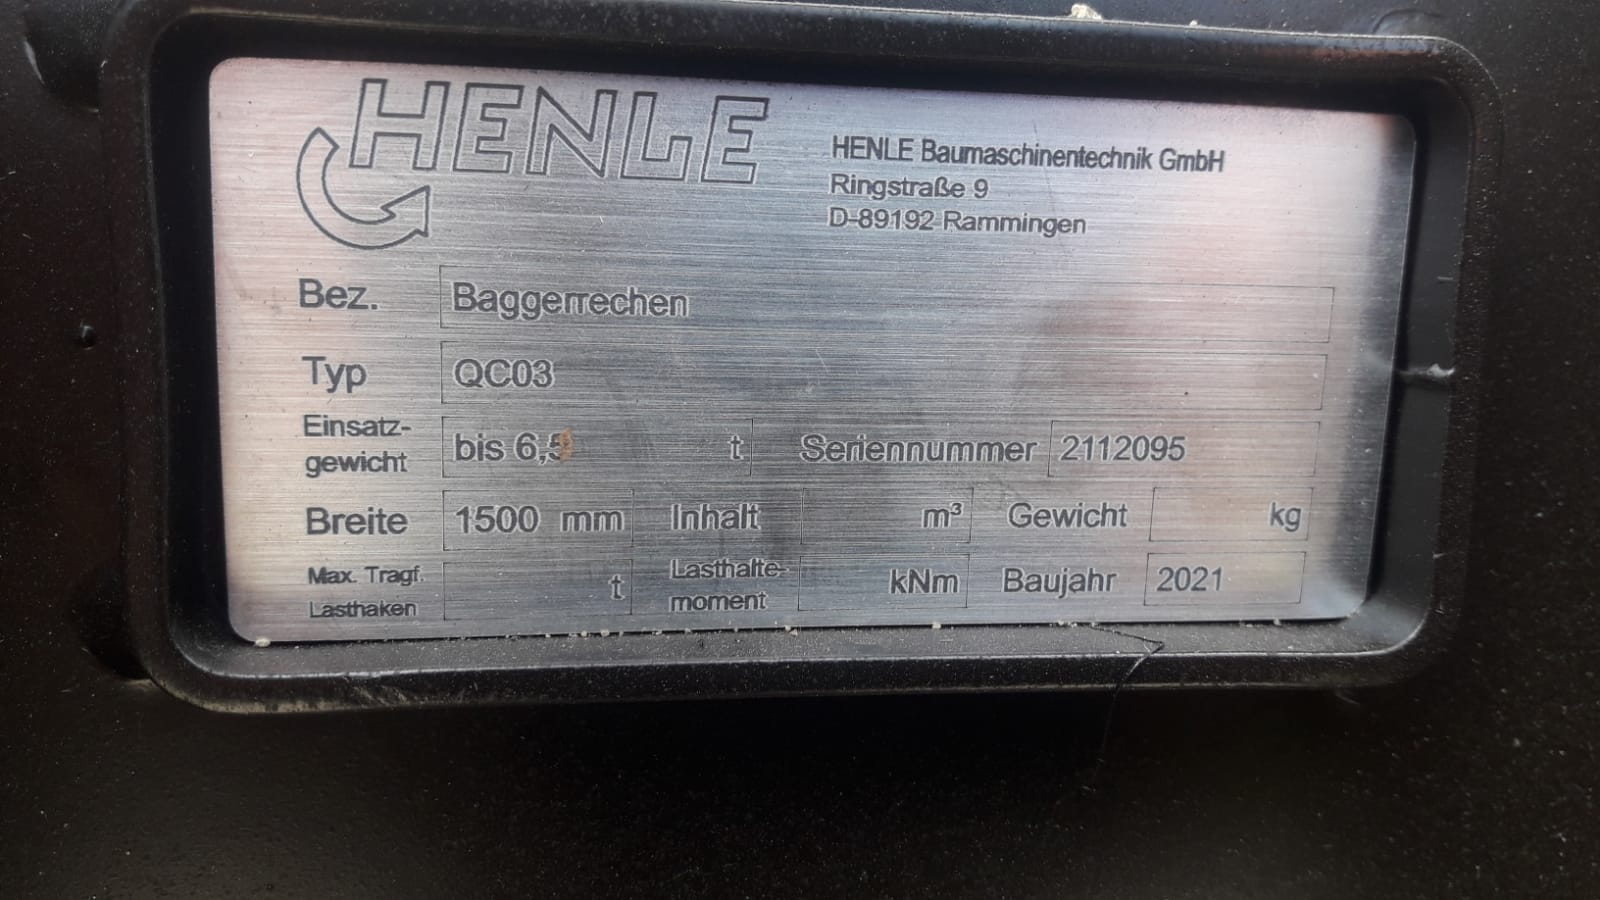 HENLE
HENLE Baumaschinentechnik GmbH
Ringstraße 9
D-89192 Rammingen
Bez. Baggerrechen
Typ QC03
Einsatz-
gewicht bis 6,5 t Seriennummer 2112095
Breite 1500 mm Inhalt m³ Gewicht kg
Max. Tragf.
Lasthaken t Lasthalte-
moment kNm Baujahr 2021